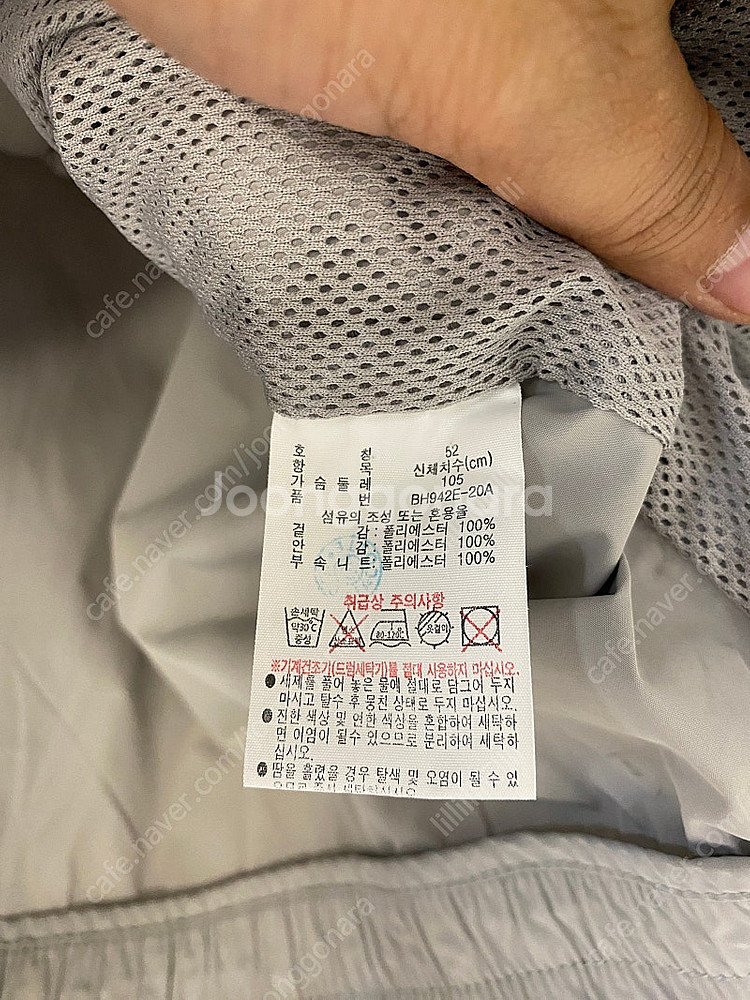 호 칭 52
항 목 신체치수(cm)
가 슴 둘 레 105
품 번 BH942E-20A
섬유의 조성 또는 혼용율
겉 감 : 폴리에스터 100%
안 감 : 폴리에스터 100%
부 속 니 트 : 폴리에스터 100%
취급상 주의사항
손세탁
약30℃
중성
80-120℃
옷걸이
※기계건조기(드럼세탁기)를 절대 사용하지 마십시오.
● 세제를 풀어 놓은 물에 절대로 담그어 두지
마시고 탈수 후 뭉친 상태로 두지 마십시오.
● 진한 색상 및 연한 색상을 혼합하여 세탁하
면 이염이 될수 있으므로 분리하여 세탁하
십시오.
● 땀을 흘렸을 경우 탈색 및 오염이 될 수 있
Joonggonara
cafe.naver.com/joonggonara